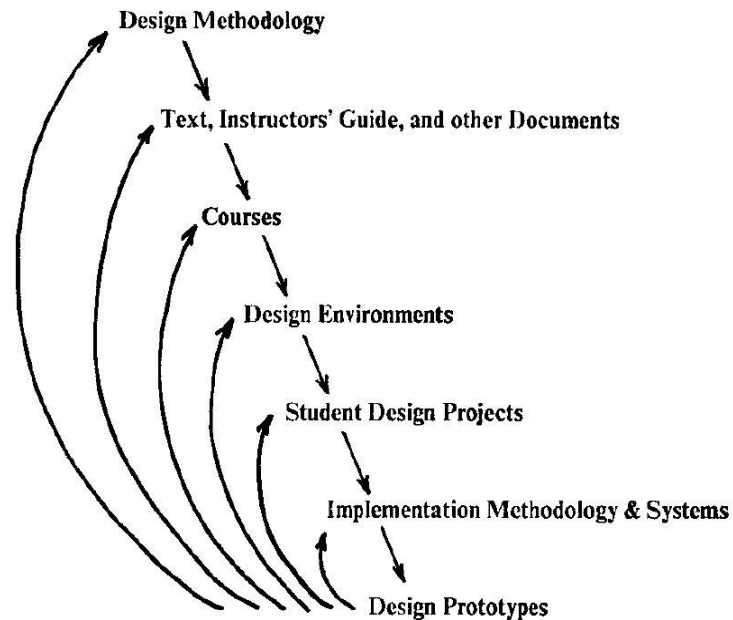 Design Methodology
Text, Instructors' Guide, and other Documents
Courses
Design Environments
Student Design Projects
Implementation Methodology & Systems
Design Prototypes